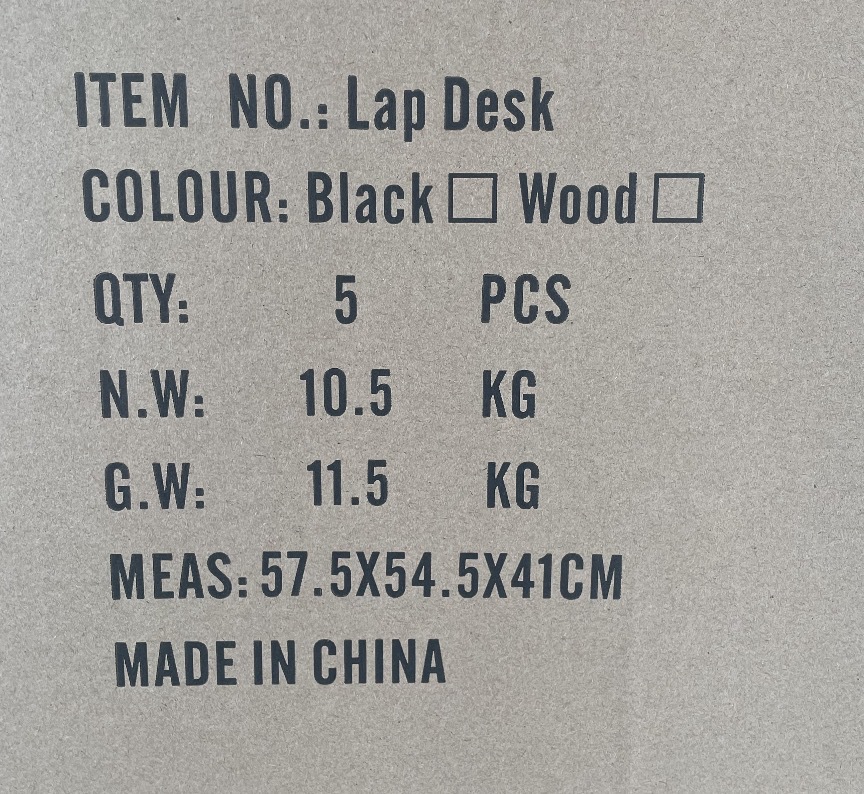 ITEM NO.: Lap Desk
COLOUR: Black □ Wood □
QTY: 5 PCS
N.W: 10.5 KG
G.W: 11.5 KG
MEAS: 57.5X54.5X41CM
MADE IN CHINA